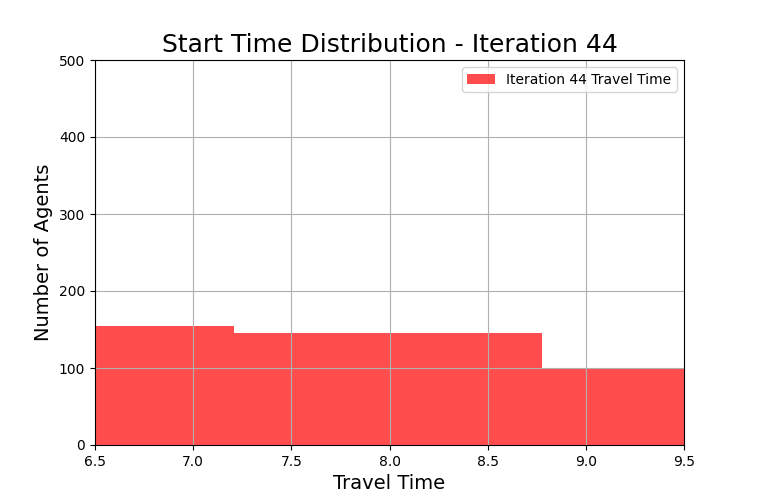 Start Time Distribution - Iteration 44
Iteration 44 Travel Time
Number of Agents
500
400
300
200
100
0
6.5 7.0 7.5 8.0 8.5 9.0 9.5
Travel Time